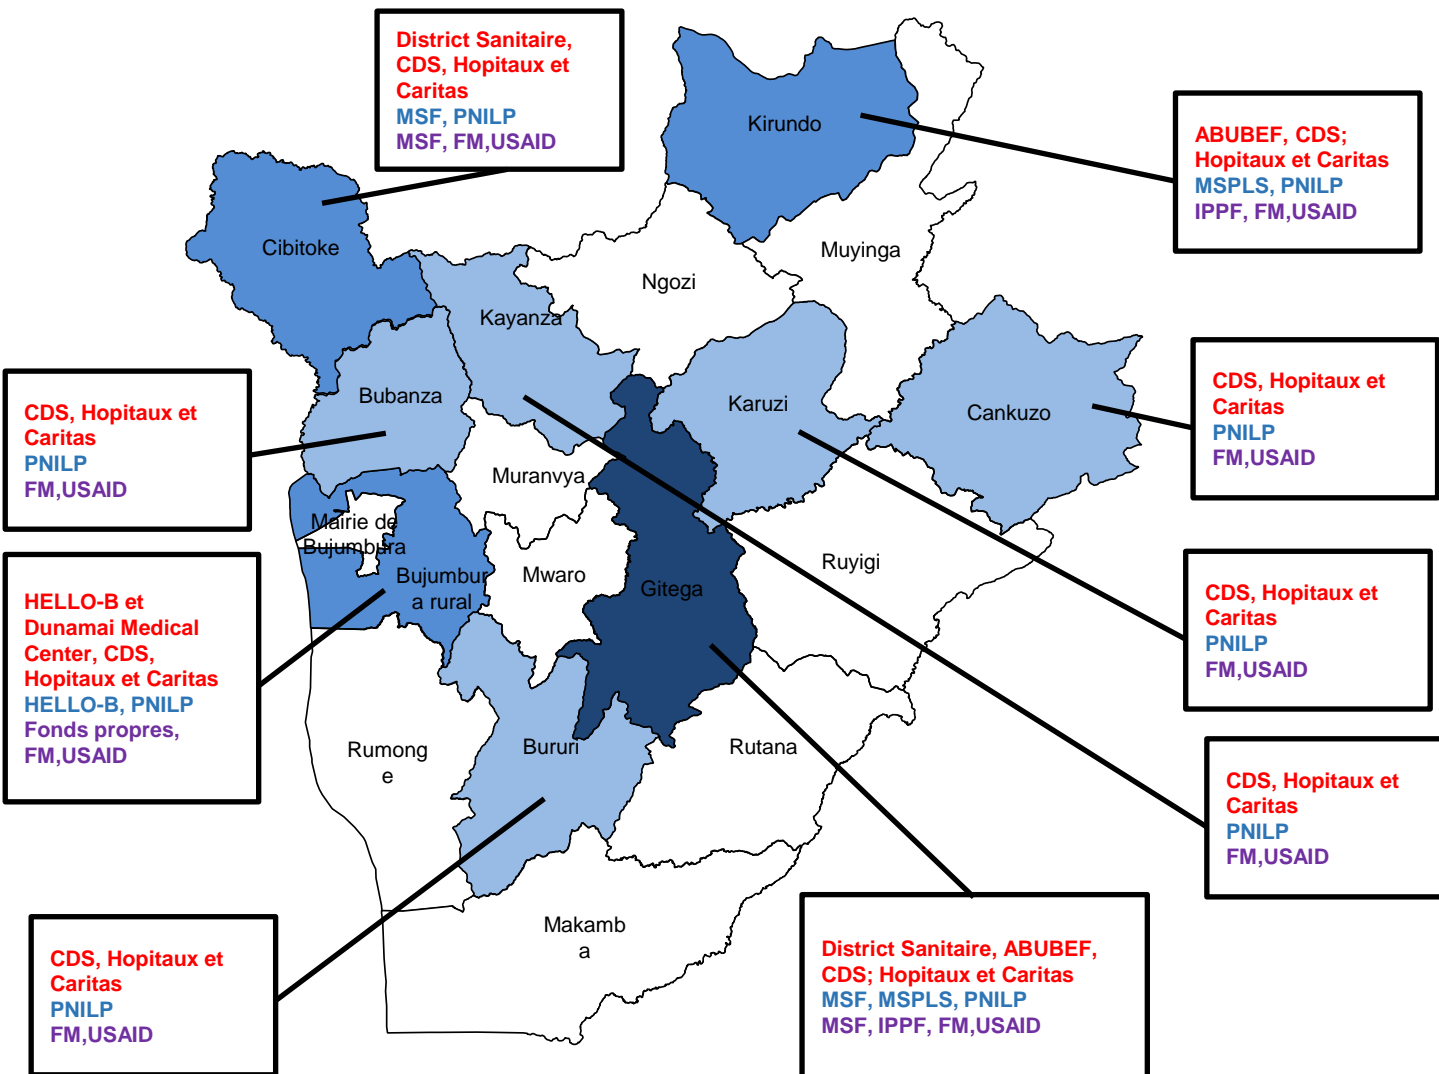 District Sanitaire,
CDS, Hopitaux et
Caritas
MSF, PNILP
MSF, FM,USAID
Kirundo
ABUBEF, CDS;
Hopitaux et Caritas
MSPLS, PNILP
IPPF, FM,USAID
Cibitoke
Muyinga
Ngozi
Kayanza
CDS, Hopitaux et
Caritas
PNILP
FM,USAID
Bubanza
Karuzi
Cankuzo
CDS, Hopitaux et
Caritas
PNILP
FM,USAID
Muranvya
Mairie de
Bujumbura
Bujumbur
a rural
Mwaro
Gitega
Ruyigi
HELLO-B et
Dunamai Medical
Center, CDS,
Hopitaux et Caritas
HELLO-B, PNILP
Fonds propres,
FM,USAID
CDS, Hopitaux et
Caritas
PNILP
FM,USAID
Rumong
e
Bururi
Rutana
CDS, Hopitaux et
Caritas
PNILP
FM,USAID
Makamb
a
CDS, Hopitaux et
Caritas
PNILP
FM,USAID
District Sanitaire, ABUBEF,
CDS; Hopitaux et Caritas
MSF, MSPLS, PNILP
MSF, IPPF, FM,USAID